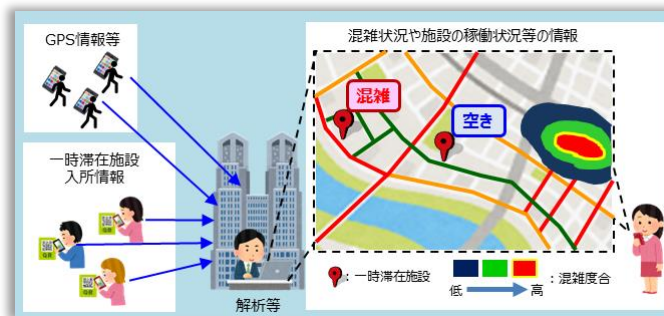 GPS情報等
一時滞在施設
入所情報
解析等
混雑状況や施設の稼働状況等の情報
混雑
空き
：一時滞在施設
低
高
：混雑度合